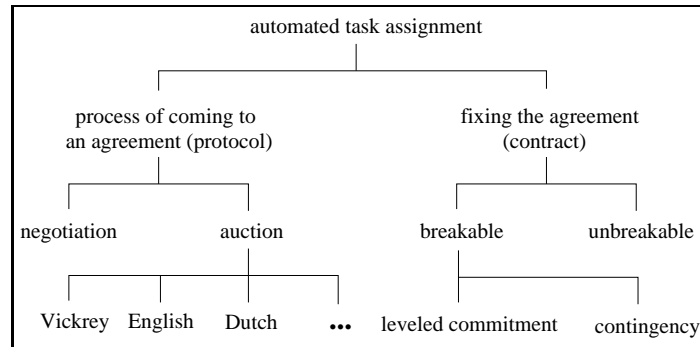 automated task assignment
process of coming to
an agreement (protocol)
fixing the agreement
(contract)
negotiation
auction
breakable
unbreakable
Vickrey
English
Dutch
...
leveled commitment
contingency